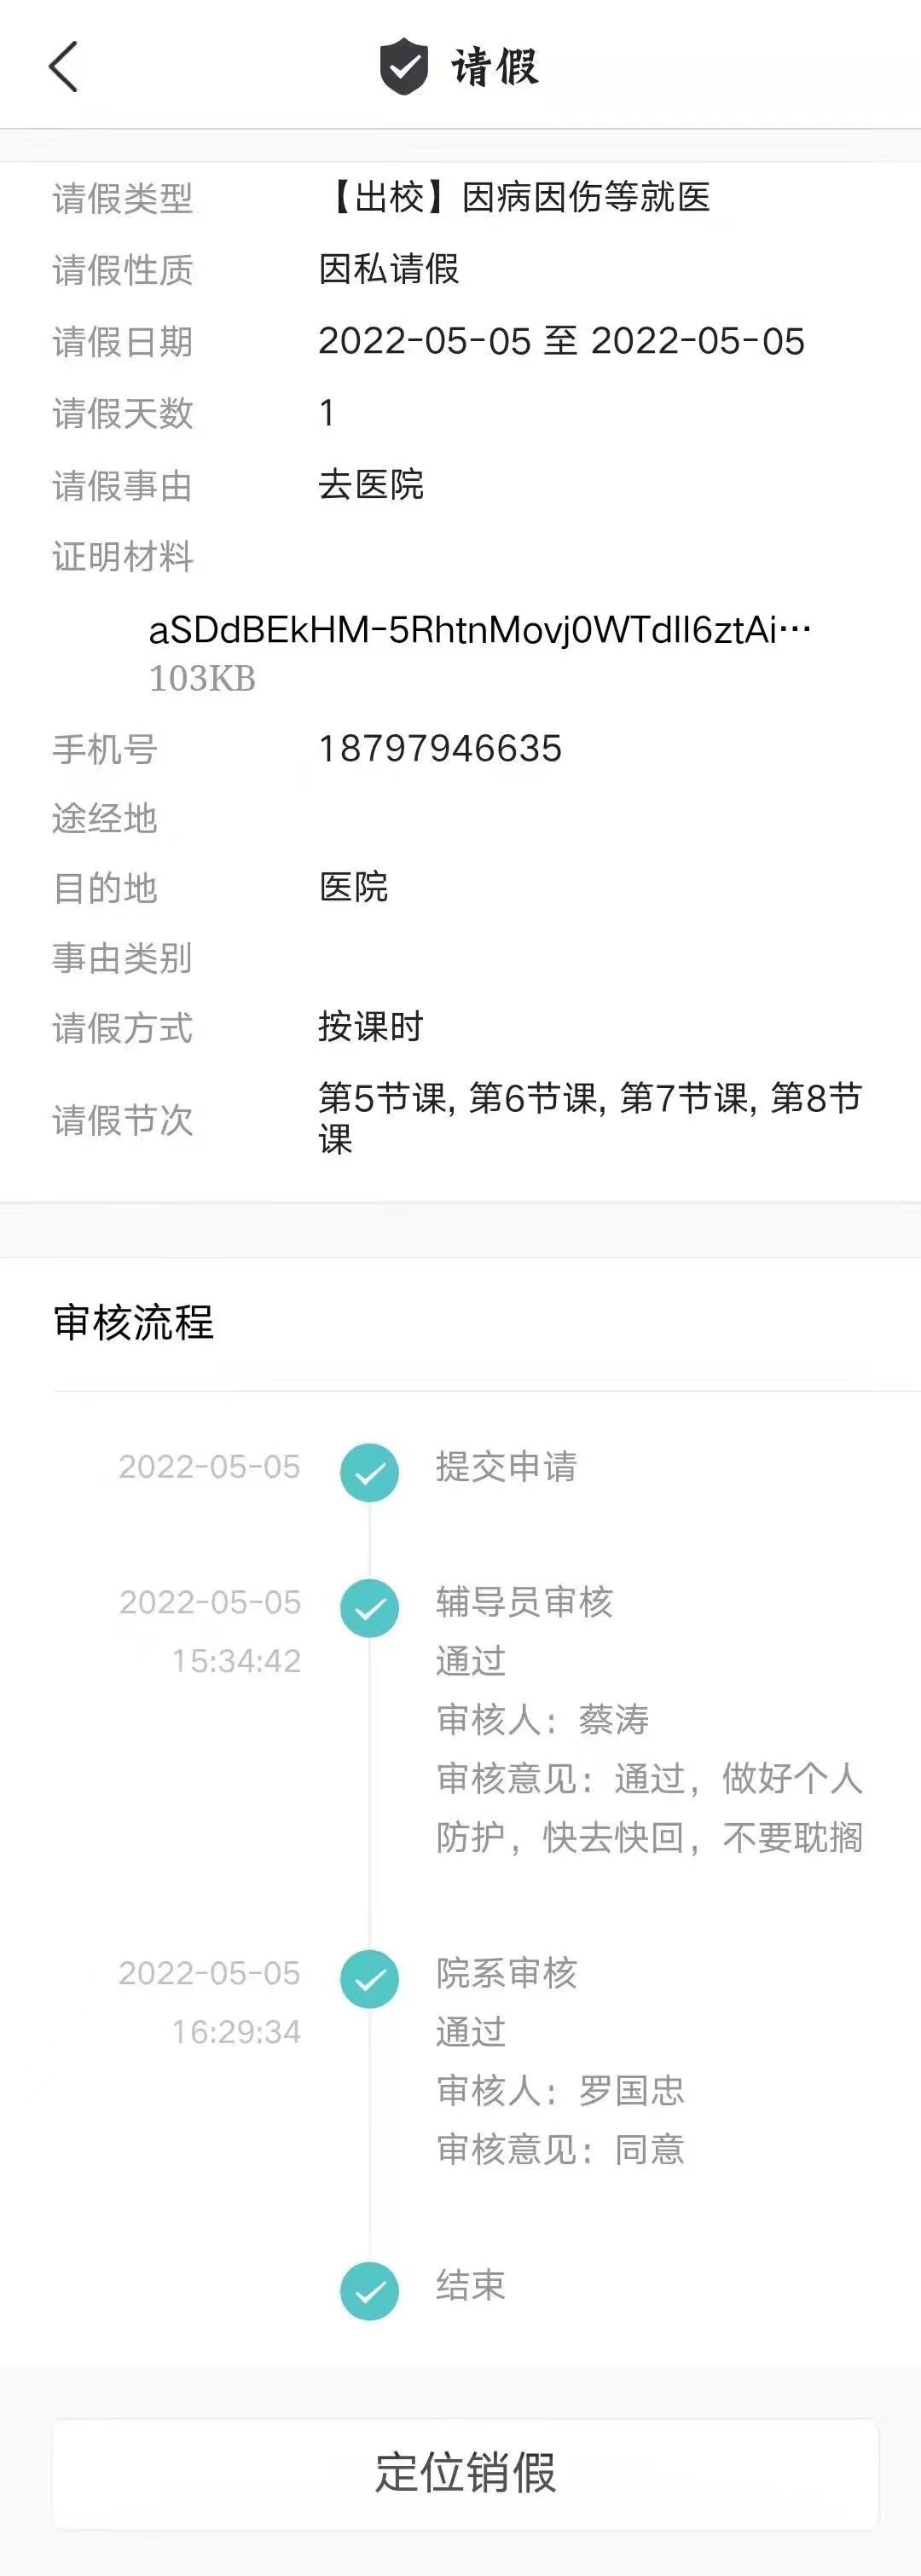 请假
请假类型 【出校】因病因伤等就医
请假性质 因私请假
请假日期 2022-05-05 至 2022-05-05
请假天数 1
请假事由 去医院
证明材料
aSDdBEkHM-5RhtnMovj0WTdII6ztAi···
103KB
手机号 18797946635
途经地
目的地 医院
事由类别
请假方式 按课时
请假节次 第5节课, 第6节课, 第7节课, 第8节
课
审核流程
2022-05-05 提交申请
2022-05-05 辅导员审核
15:34:42 通过
审核人：蔡涛
审核意见：通过，做好个人
防护，快去快回，不要耽搁
2022-05-05 院系审核
16:29:34 通过
审核人：罗国忠
审核意见：同意
结束
定位销假